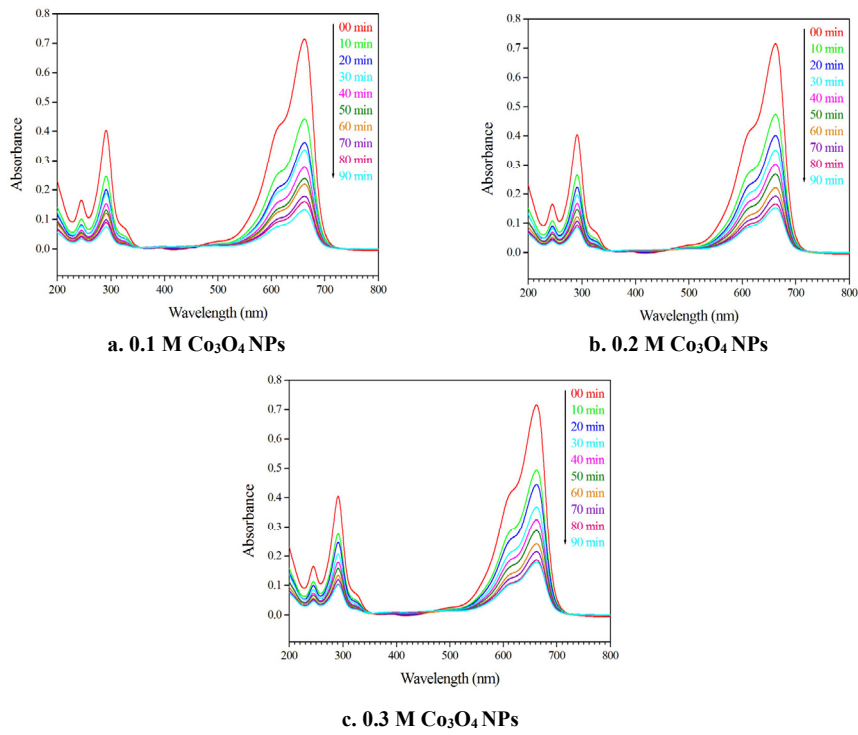 0.8
0.7
0.6
0.5
0.4
0.3
0.2
0.1
0.0
Absorbance
00 min
10 min
20 min
30 min
40 min
50 min
60 min
70 min
80 min
90 min
200 300 400 500 600 700 800
Wavelength (nm)
a. 0.1 M Co₃O₄ NPs
0.8
0.7
0.6
0.5
0.4
0.3
0.2
0.1
0.0
Absorbance
00 min
10 min
20 min
30 min
40 min
50 min
60 min
70 min
80 min
90 min
200 300 400 500 600 700 800
Wavelength (nm)
b. 0.2 M Co₃O₄ NPs
0.8
0.7
0.6
0.5
0.4
0.3
0.2
0.1
0.0
Absorbance
00 min
10 min
20 min
30 min
40 min
50 min
60 min
70 min
80 min
90 min
200 300 400 500 600 700 800
Wavelength (nm)
c. 0.3 M Co₃O₄ NPs